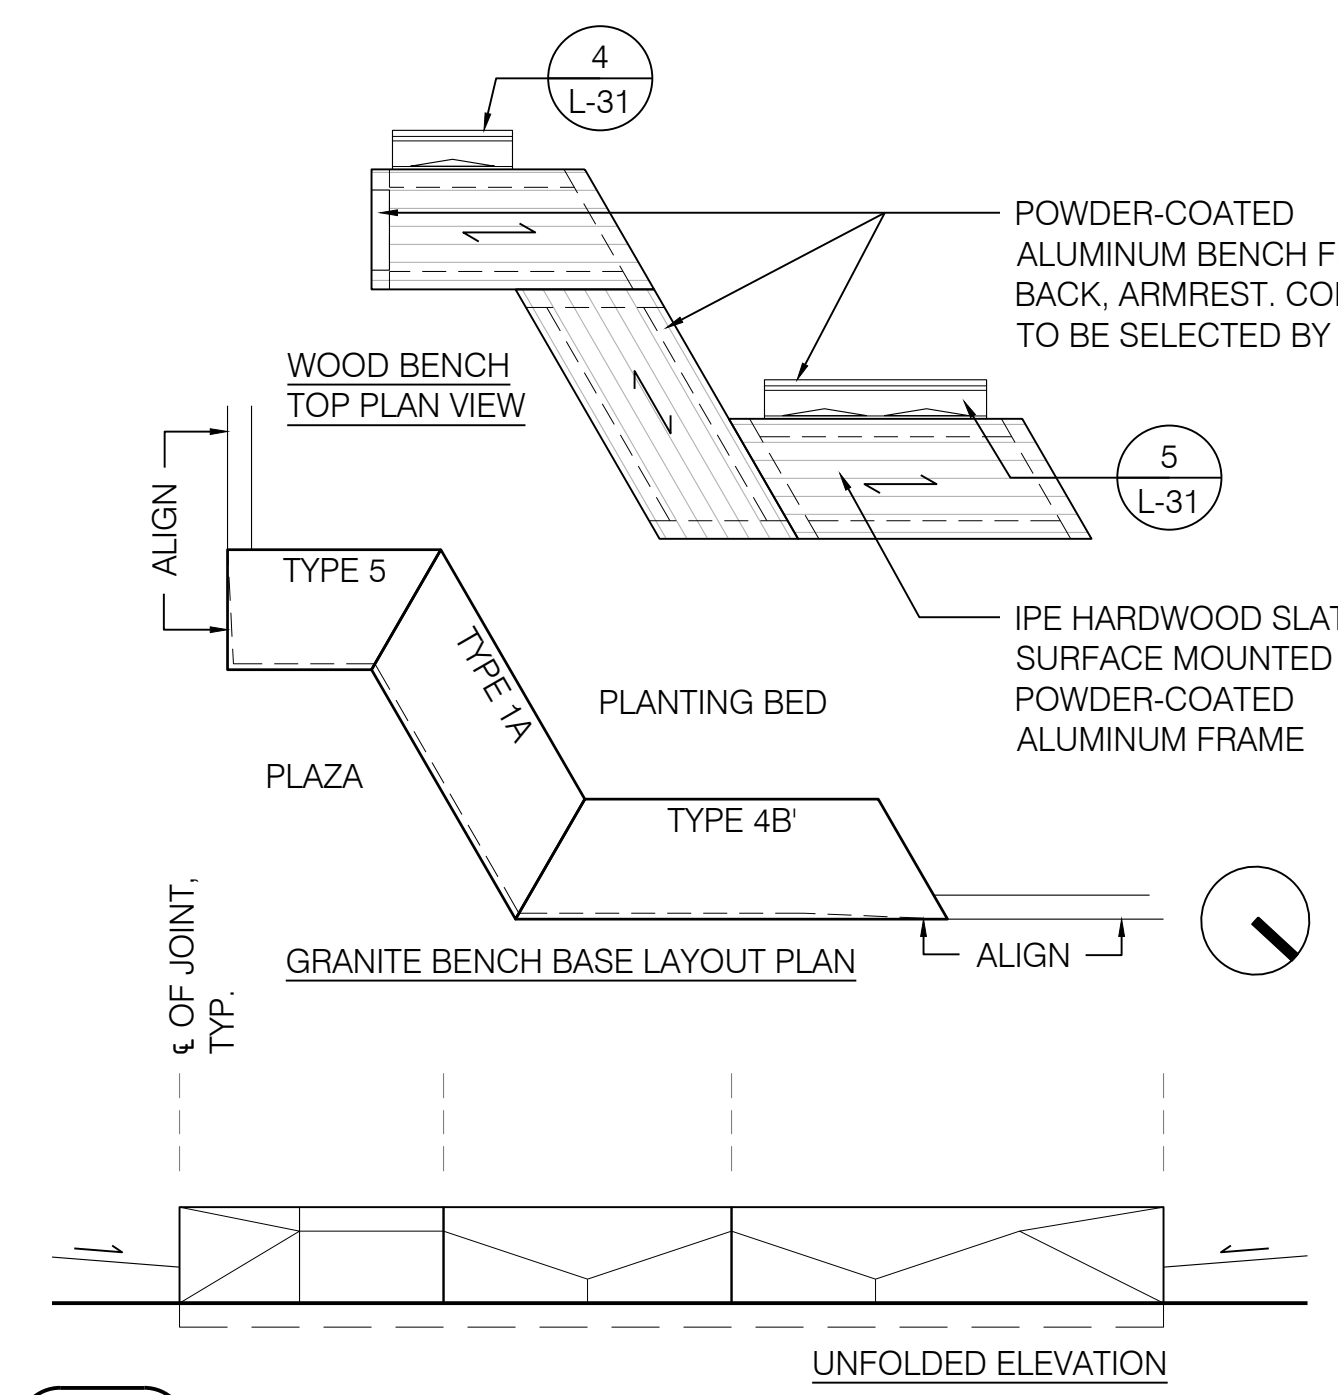 4
L-31
POWDER-COATED
ALUMINUM BENCH F
BACK, ARMREST. CO
TO BE SELECTED BY
WOOD BENCH
TOP PLAN VIEW
5
L-31
ALIGN
TYPE 5
TYPE 1A
IPE HARDWOOD SLAT
SURFACE MOUNTED
POWDER-COATED
ALUMINUM FRAME
PLANTING BED
PLAZA
TYPE 4B'
ALIGN
GRANITE BENCH BASE LAYOUT PLAN
℄ OF JOINT,
TYP.
UNFOLDED ELEVATION